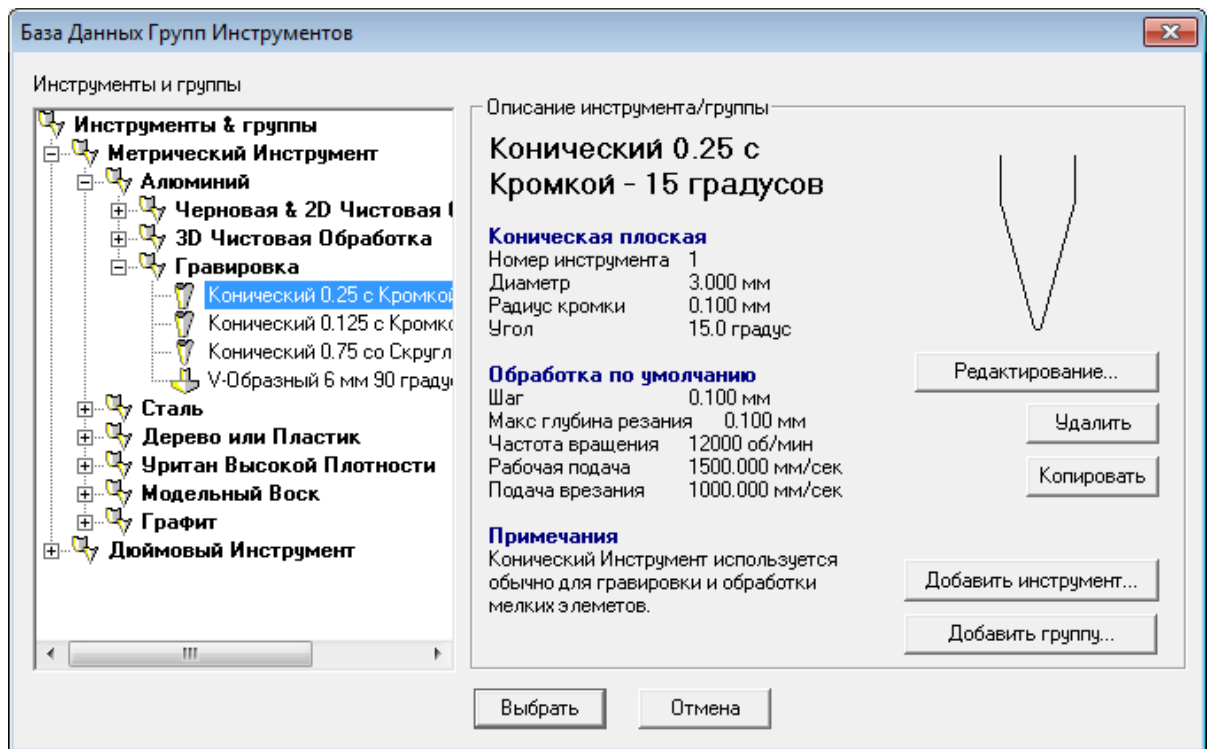 База Данных Групп Инструментов
Инструменты и группы
Инструменты & группы
Метрический Инструмент
Алюминий
Черновая & 2D Чистовая
3D Чистовая Обработка
Гравировка
Конический 0.25 с Кромкой
Конический 0.125 с Кромко
Конический 0.75 со Скругл
V-Образный 6 мм 90 граду
Сталь
Дерево или Пластик
Уритан Высокой Плотности
Модельный Воск
Графит
Дюймовый Инструмент
Описание инструмента/группы
Конический 0.25 с
Кромкой - 15 градусов
Коническая плоская
Номер инструмента 1
Диаметр 3.000 мм
Радиус кромки 0.100 мм
Угол 15.0 градус
Обработка по умолчанию
Шаг 0.100 мм
Макс глубина резания 0.100 мм
Частота вращения 12000 об/мин
Рабочая подача 1500.000 мм/сек
Подача врезания 1000.000 мм/сек
Примечания
Конический Инструмент используется
обычно для гравировки и обработки
мелких элеметов.
Редактирование...
Удалить
Копировать
Добавить инструмент...
Добавить группу...
Выбрать
Отмена